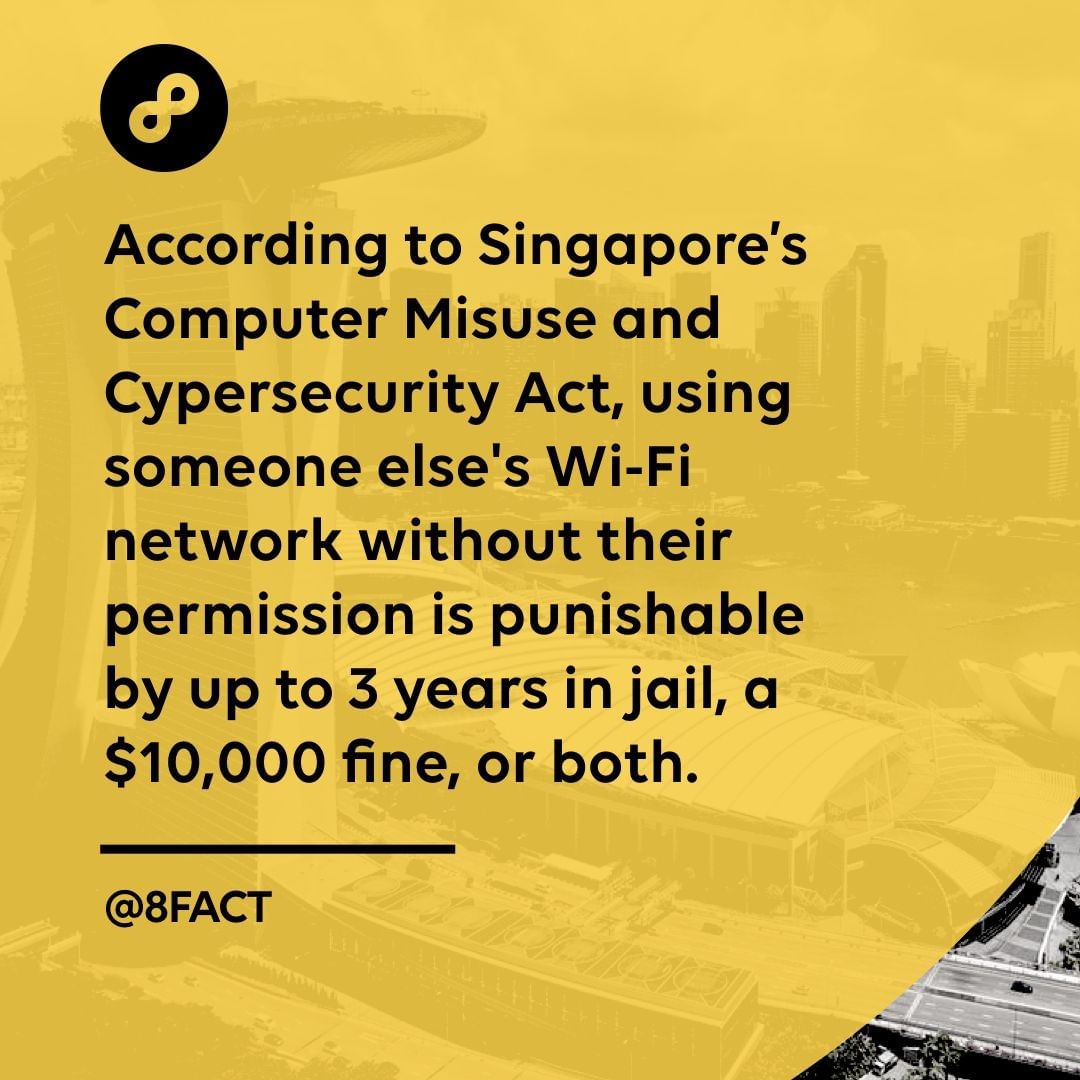 According to Singapore’s
Computer Misuse and
Cypersecurity Act, using
someone else's Wi-Fi
network without their
permission is punishable
by up to 3 years in jail, a
$10,000 fine, or both.
@8FACT